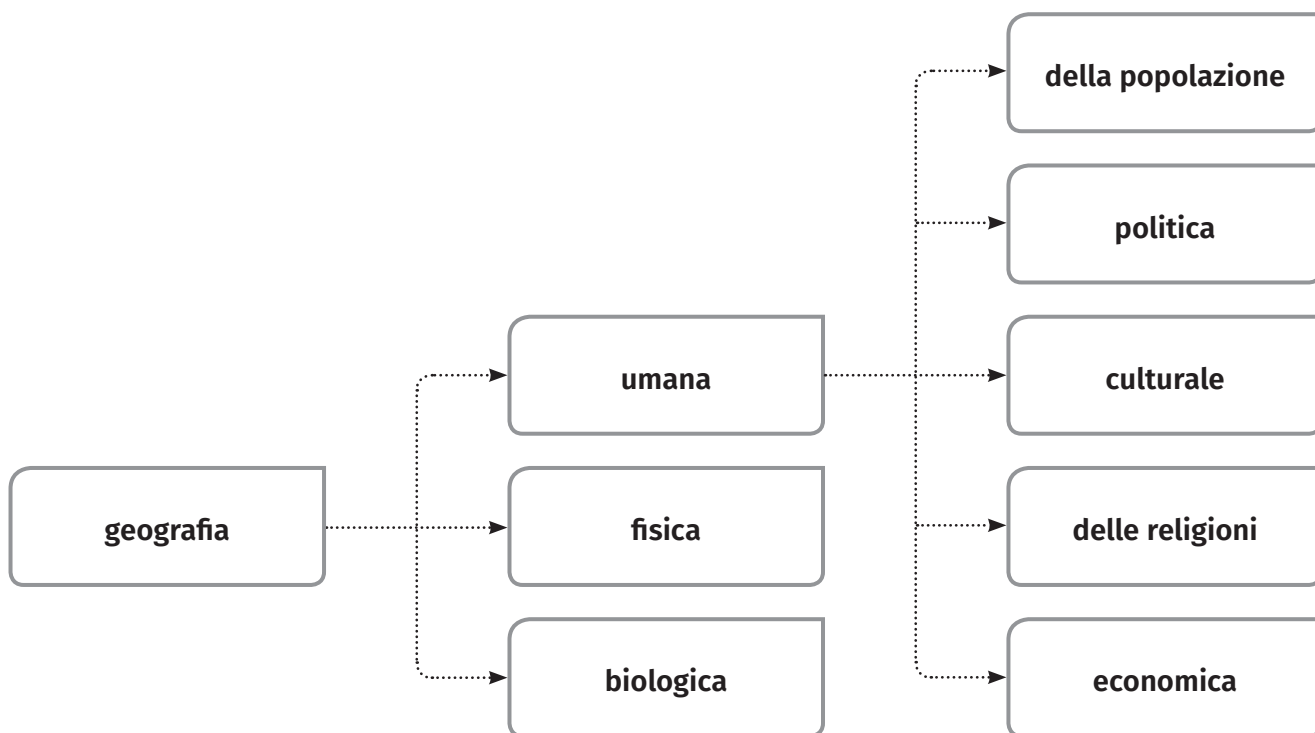 geografia
umana
fisica
biologica
della popolazione
politica
culturale
delle religioni
economica